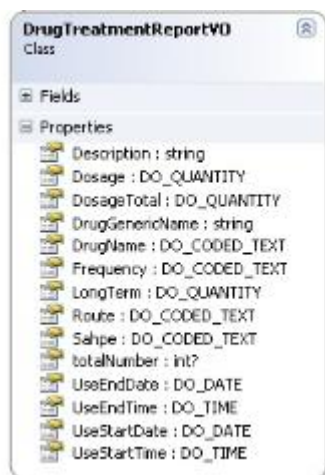 DrugTreatmentReportVO
Class
Fields
Properties
Description : string
Dosage : DO_QUANTITY
DosageTotal : DO_QUANTITY
DrugGenericName : string
DrugName : DO_CODED_TEXT
Frequency : DO_CODED_TEXT
LongTerm : DO_QUANTITY
Route : DO_CODED_TEXT
Sahpe : DO_CODED_TEXT
totalNumber : int?
UseEndDate : DO_DATE
UseEndTime : DO_TIME
UseStartDate : DO_DATE
UseStartTime : DO_TIME